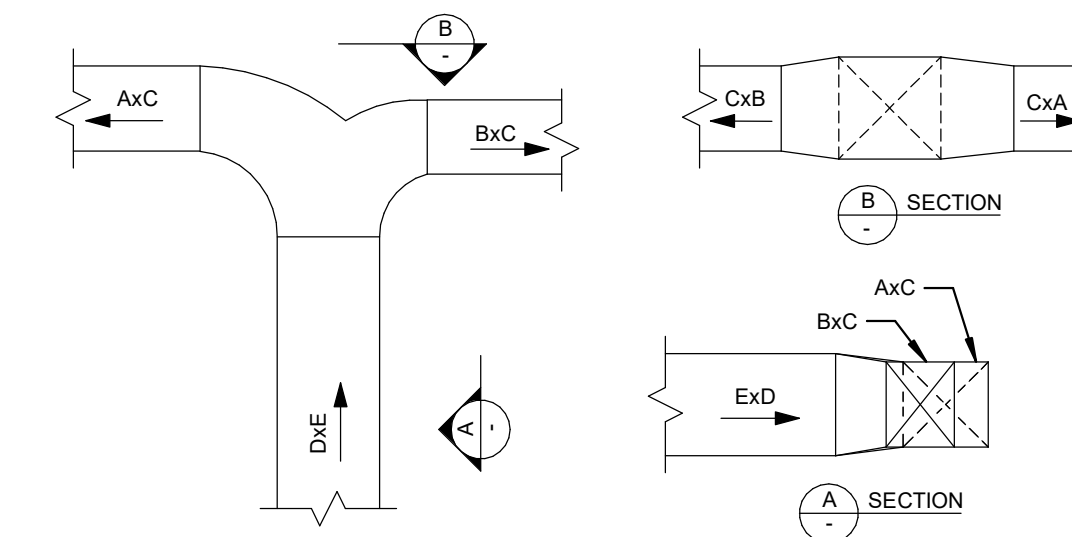 B
-
AxC
BxC
DxE
A
-
CxB
CxA
B
-
SECTION
AxC
BxC
ExD
A
-
SECTION